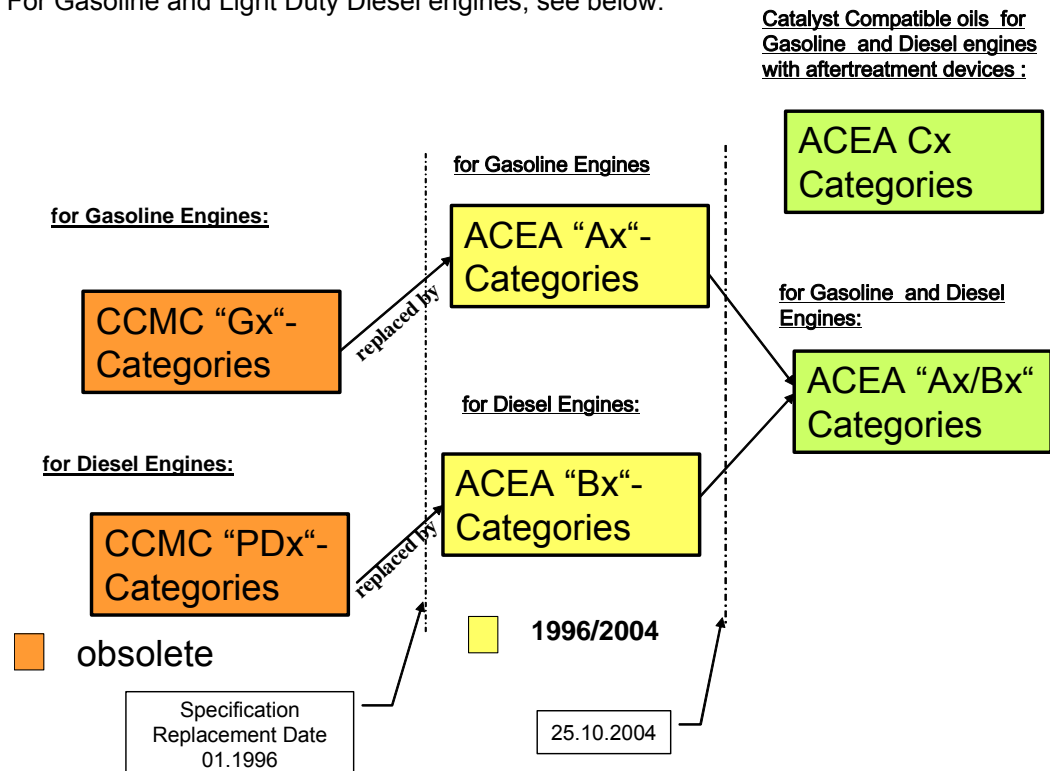 For Gasoline and Light Duty Diesel engines, see below:
Catalyst Compatible oils for
Gasoline and Diesel engines
with aftertreatment devices :
ACEA Cx
Categories
for Gasoline Engines
ACEA “Ax“-
Categories
for Gasoline Engines:
CCMC “Gx“-
Categories
replaced by
for Gasoline and Diesel
Engines:
ACEA “Ax/Bx“
Categories
for Diesel Engines:
ACEA “Bx“-
Categories
for Diesel Engines:
CCMC “PDx“-
Categories
replaced by
obsolete
1996/2004
Specification
Replacement Date
01.1996
25.10.2004